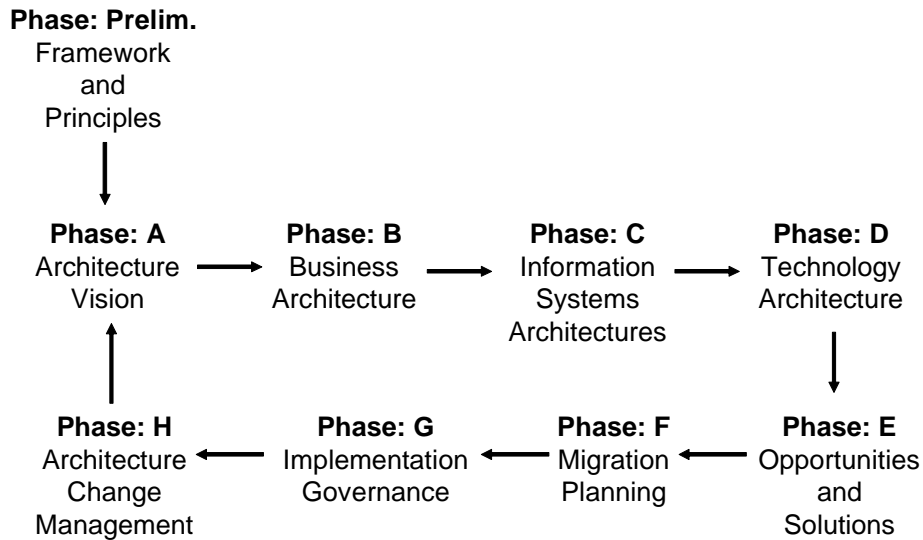 Phase: Prelim.
Framework
and
Principles
Phase: A
Architecture
Vision
Phase: B
Business
Architecture
Phase: C
Information
Systems
Architectures
Phase: D
Technology
Architecture
Phase: E
Opportunities
and
Solutions
Phase: F
Migration
Planning
Phase: G
Implementation
Governance
Phase: H
Architecture
Change
Management